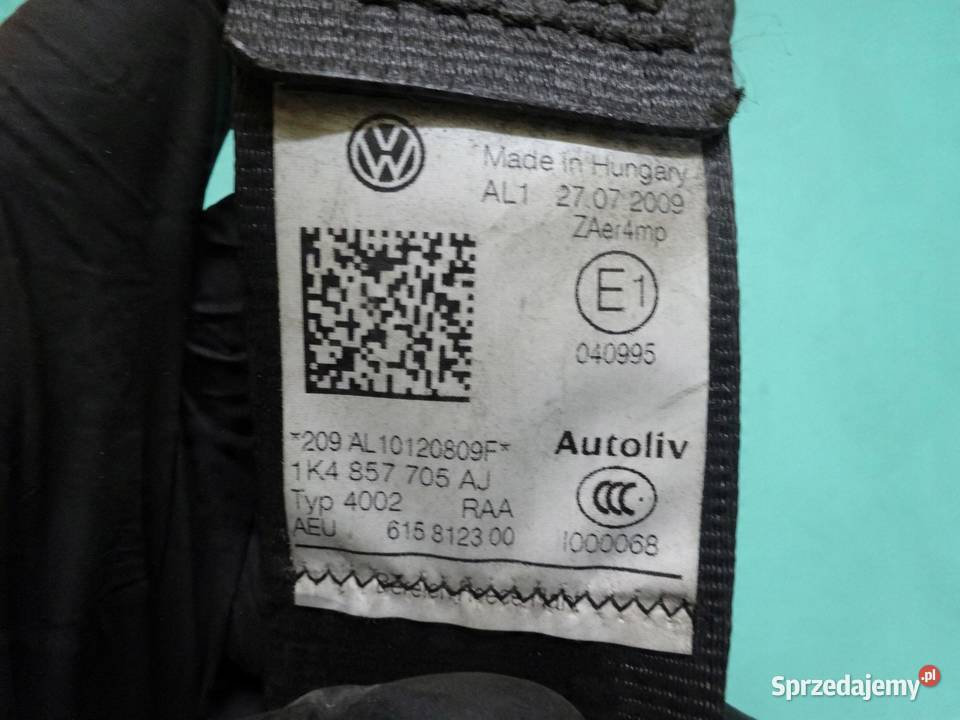 Made in Hungary
AL1 27.07 2009
ZAer4mp
E1
040995
*209 AL10120809F*
Autoliv
1K4 857 705 AJ
CCC
Typ 4002 RAA
AEU 615 8123 00
I000068
Sprzedajemy.pl